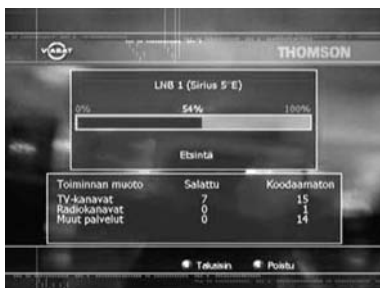 VIASAT
THOMSON
LNB 1 (Sirius 5°E)
0% 54% 100%
Etsintä
Toiminnan muoto Salattu Koodaamaton
TV-kanavat 7 15
Radiokanavat 0 1
Muut palvelut 0 14
Takaisin Poistu